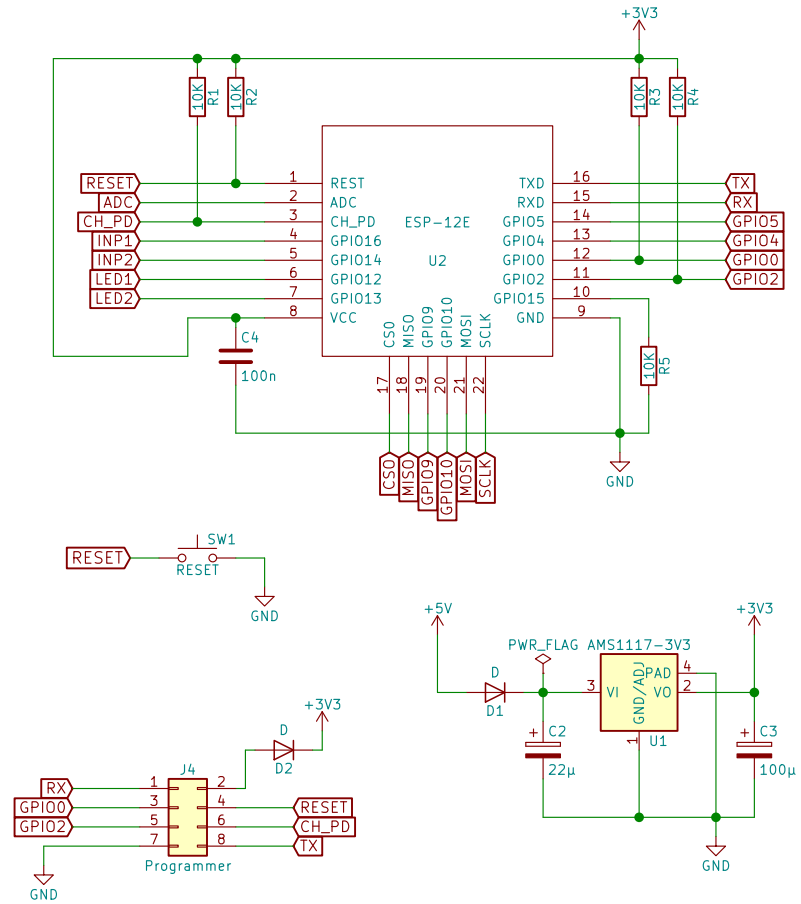 +3V3
10K R1
10K R2
10K R3
10K R4
RESET 1 REST TXD 16 TX
ADC 2 ADC RXD 15 RX
CH_PD 3 CH_PD ESP-12E GPIO5 14 GPIO5
INP1 4 GPIO16 GPIO4 13 GPIO4
INP2 5 GPIO14 U2 GPIO0 12 GPIO0
LED1 6 GPIO12 GPIO2 11 GPIO2
LED2 7 GPIO13 GPIO15 10
8 VCC GND 9
CSO MISO GPIO9 GPIO10 MOSI SCLK
C4
100n
10K R5
17 18 19 20 21 22
CSO MISO GPIO9 GPIO10 MOSI SCLK
GND
RESET SW1
RESET
GND
+5V
+3V3
PWR_FLAG AMS1117-3V3
D
D1
3 VI GND/ADJ PAD 4
VO 2
1 U1
+ C2
22µ
+ C3
100µ
GND
+3V3
D
D2
J4
RX 1 2
GPIO0 3 4 RESET
GPIO2 5 6 CH_PD
7 8 TX
Programmer
GND